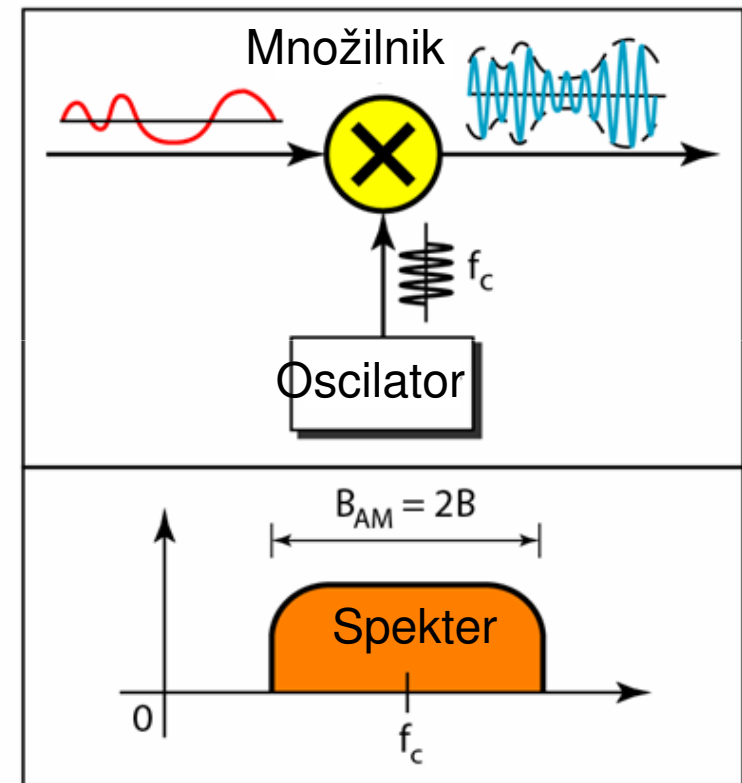 Množilnik
f_c
Oscilator
B_AM = 2B
Spekter
0
f_c